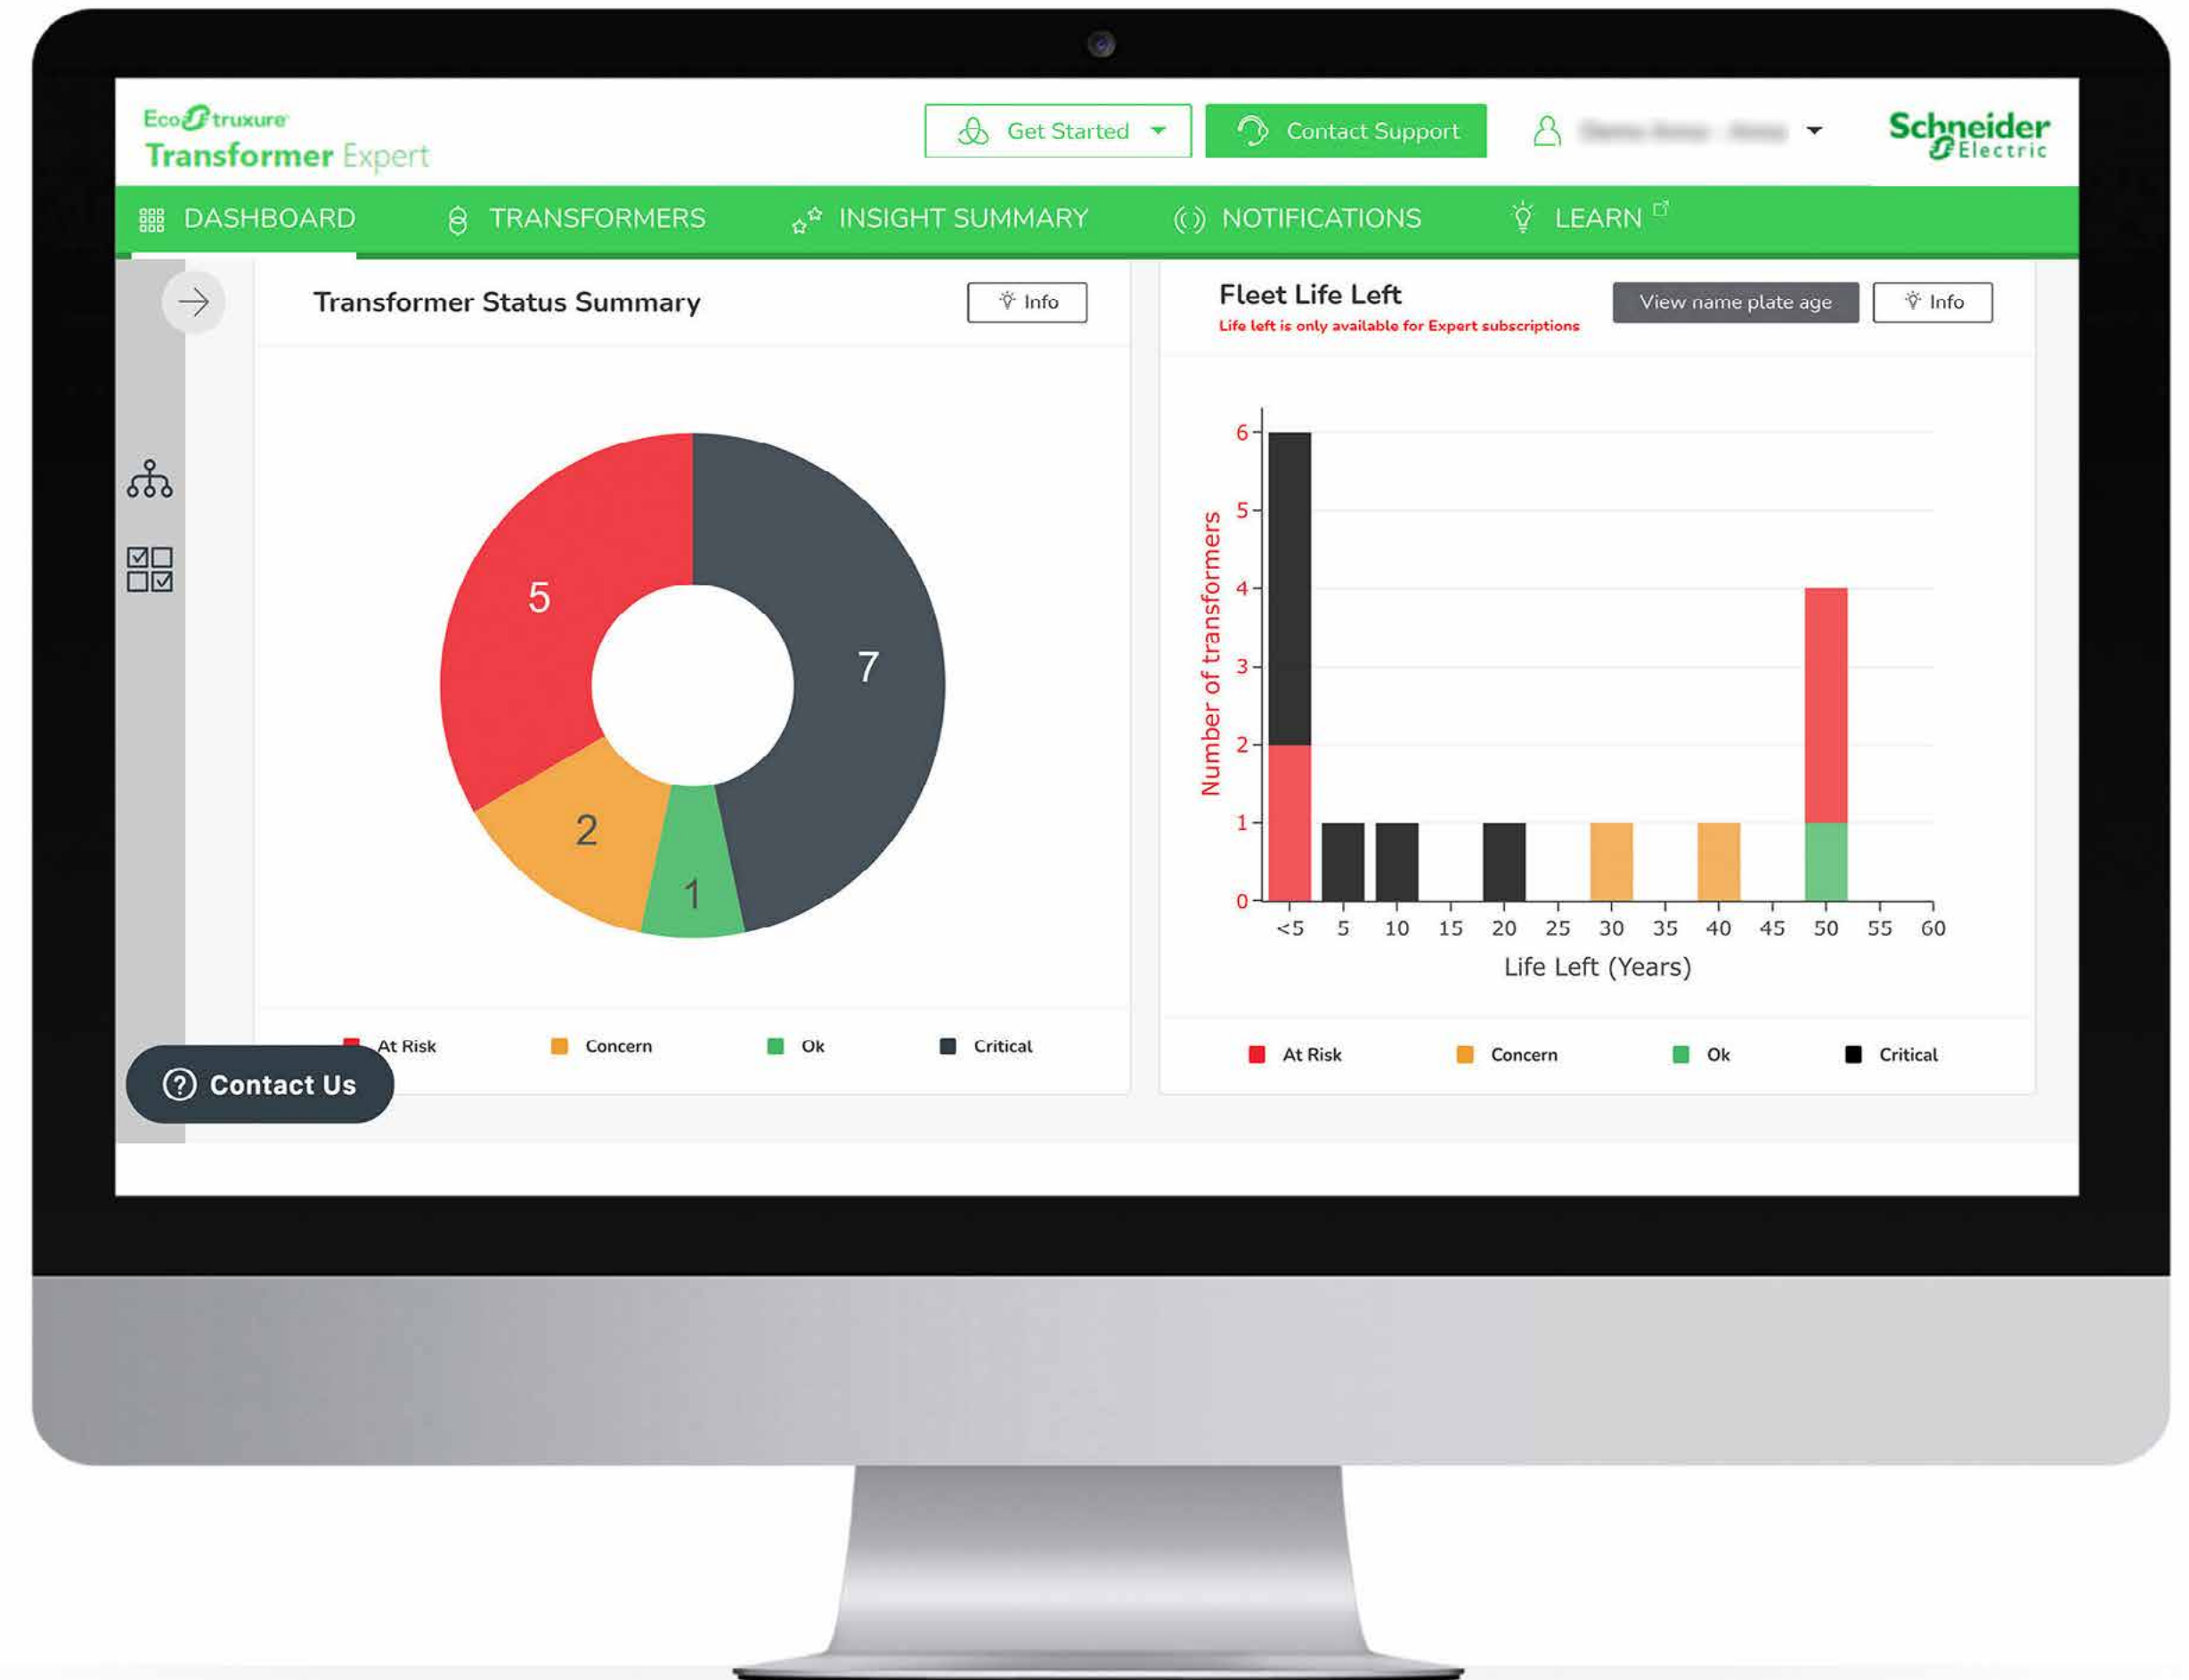 EcoStruxure
Transformer Expert
Get Started
Contact Support
Schneider
Electric
DASHBOARD
TRANSFORMERS
INSIGHT SUMMARY
NOTIFICATIONS
LEARN
Transformer Status Summary
Info
5
7
2
1
At Risk
Concern
Ok
Critical
Contact Us
Fleet Life Left
Life left is only available for Expert subscriptions
View name plate age
Info
Number of transformers
6
5
4
3
2
1
0
<5 5 10 15 20 25 30 35 40 45 50 55 60
Life Left (Years)
At Risk
Concern
Ok
Critical